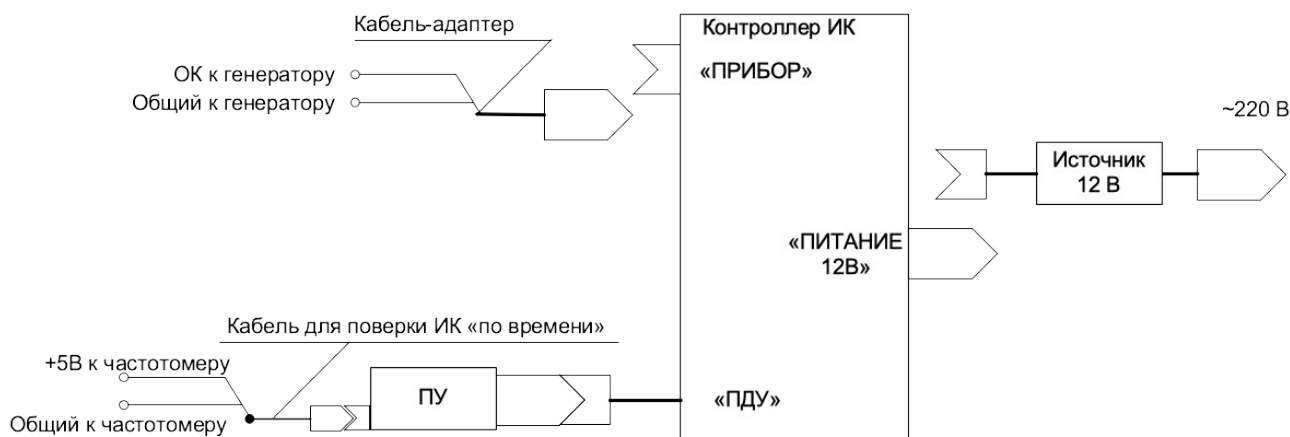 Кабель-адаптер
Контроллер ИК
ОК к генератору
«ПРИБОР»
Общий к генератору
~220 В
Источник
12 В
«ПИТАНИЕ
12В»
Кабель для поверки ИК «по времени»
+5В к частотомеру
ПУ
«ПДУ»
Общий к частотомеру